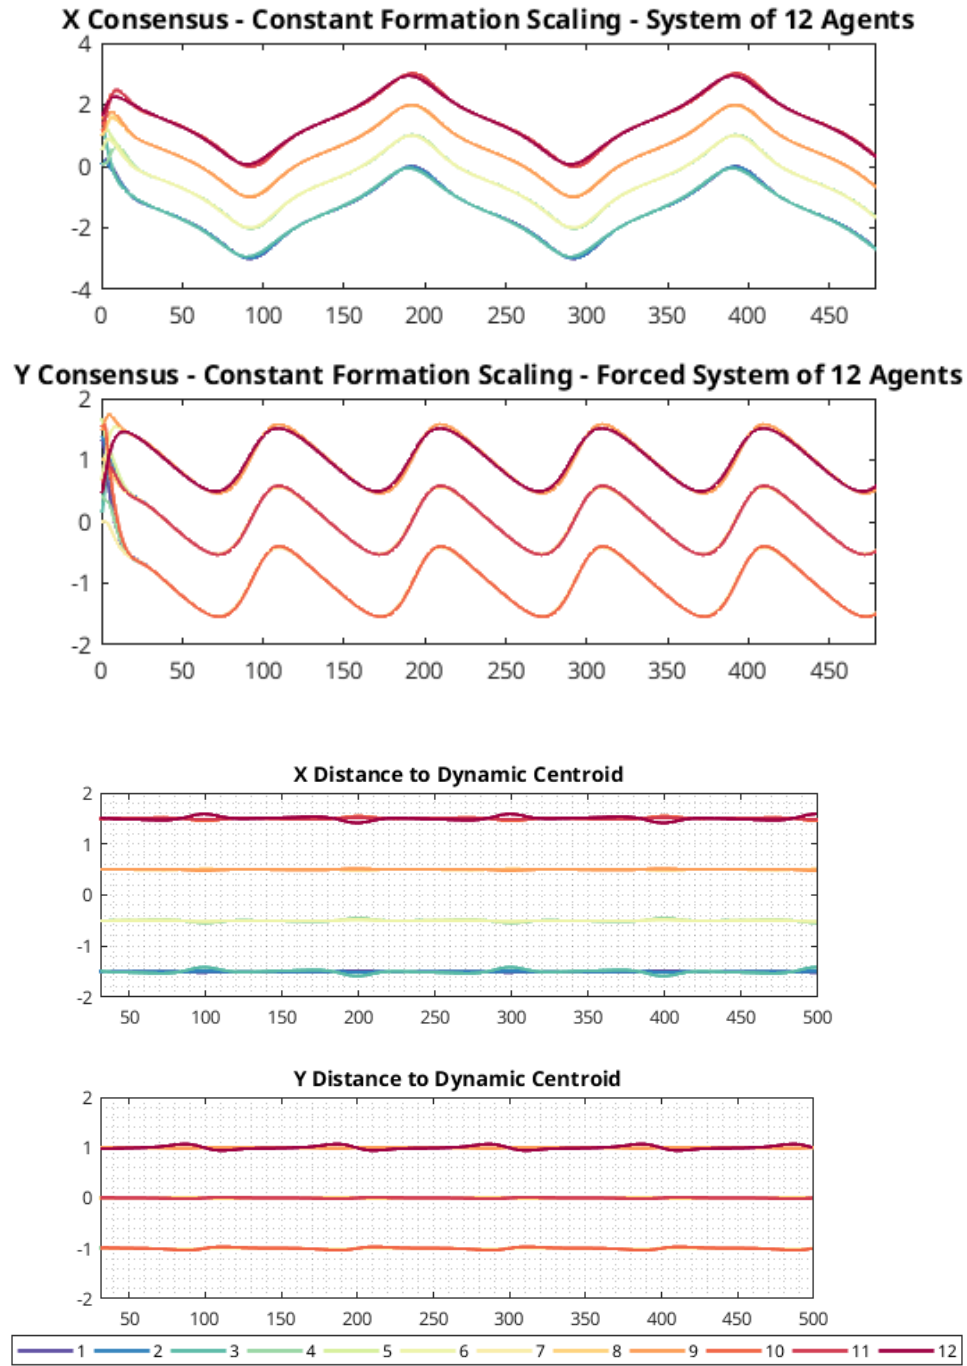 X Consensus - Constant Formation Scaling - System of 12 Agents
4
2
0
-2
-4
0 50 100 150 200 250 300 350 400 450
Y Consensus - Constant Formation Scaling - Forced System of 12 Agents
2
1
0
-1
-2
0 50 100 150 200 250 300 350 400 450
X Distance to Dynamic Centroid
2
1
0
-1
-2
50 100 150 200 250 300 350 400 450 500
Y Distance to Dynamic Centroid
2
1
0
-1
-2
50 100 150 200 250 300 350 400 450 500
1 2 3 4 5 6 7 8 9 10 11 12